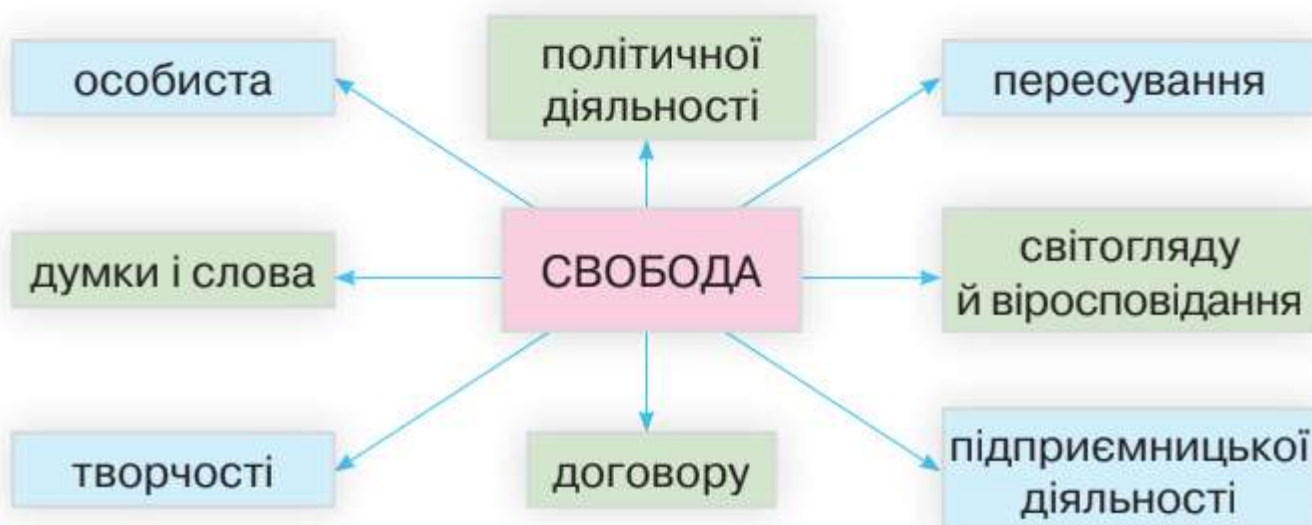 особиста
політичної
діяльності
пересування
думки і слова
СВОБОДА
світогляду
й віросповідання
творчості
договору
підприємницької
діяльності